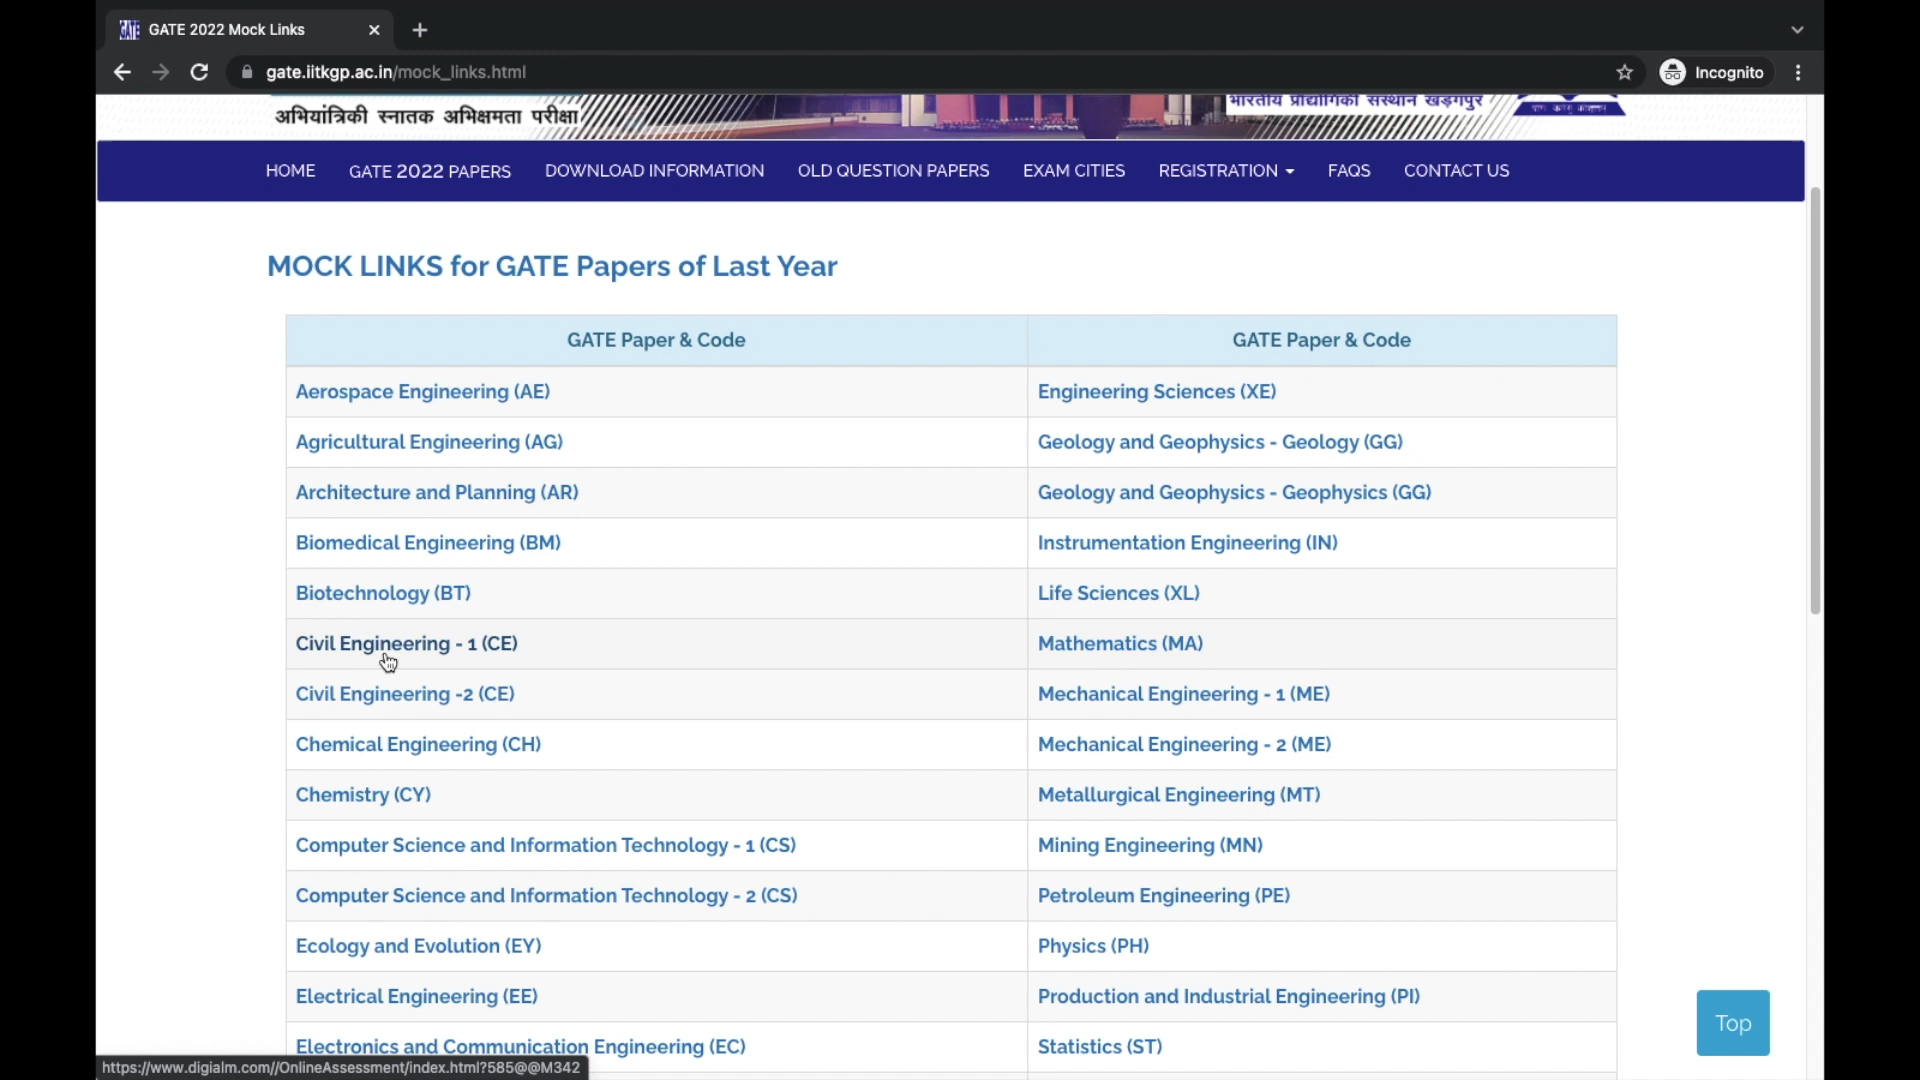 GATE 2022 Mock Links
gate.iitkgp.ac.in/mock_links.html
Incognito
अभियांत्रिकी स्नातक अभिक्षमता परीक्षा
भारतीय प्रौद्योगिकी संस्थान खड़गपुर
HOME
GATE 2022 PAPERS
DOWNLOAD INFORMATION
OLD QUESTION PAPERS
EXAM CITIES
REGISTRATION
FAQS
CONTACT US
MOCK LINKS for GATE Papers of Last Year
GATE Paper & Code
GATE Paper & Code
Aerospace Engineering (AE)
Engineering Sciences (XE)
Agricultural Engineering (AG)
Geology and Geophysics - Geology (GG)
Architecture and Planning (AR)
Geology and Geophysics - Geophysics (GG)
Biomedical Engineering (BM)
Instrumentation Engineering (IN)
Biotechnology (BT)
Life Sciences (XL)
Civil Engineering - 1 (CE)
Mathematics (MA)
Civil Engineering -2 (CE)
Mechanical Engineering - 1 (ME)
Chemical Engineering (CH)
Mechanical Engineering - 2 (ME)
Chemistry (CY)
Metallurgical Engineering (MT)
Computer Science and Information Technology - 1 (CS)
Mining Engineering (MN)
Computer Science and Information Technology - 2 (CS)
Petroleum Engineering (PE)
Ecology and Evolution (EY)
Physics (PH)
Electrical Engineering (EE)
Production and Industrial Engineering (PI)
Electronics and Communication Engineering (EC)
Statistics (ST)
Top
https://www.digialm.com//OnlineAssessment/index.html?585@@M342